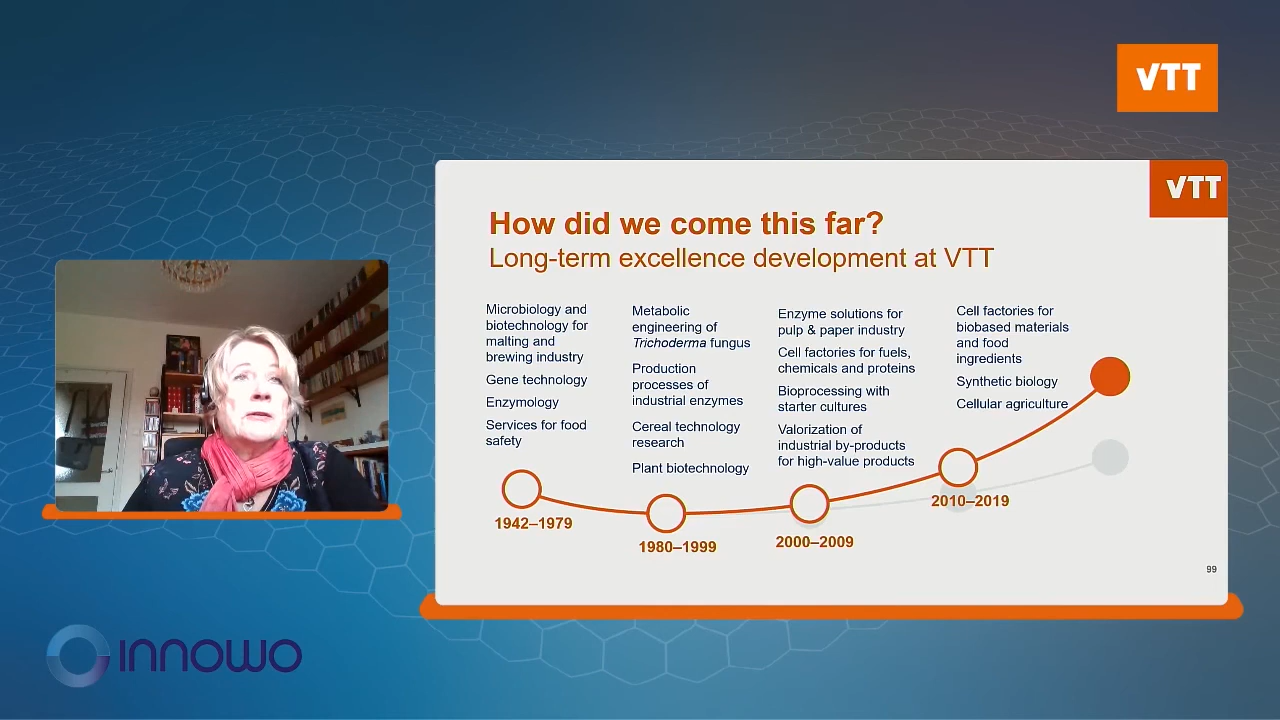 VTT
VTT
How did we come this far?
Long-term excellence development at VTT
Microbiology and
biotechnology for
malting and
brewing industry
Gene technology
Enzymology
Services for food
safety
1942–1979
Metabolic
engineering of
Trichoderma fungus
Production
processes of
industrial enzymes
Cereal technology
research
Plant biotechnology
1980–1999
Enzyme solutions for
pulp & paper industry
Cell factories for fuels,
chemicals and proteins
Bioprocessing with
starter cultures
Valorization of
industrial by-products
for high-value products
2000–2009
Cell factories for
biobased materials
and food
ingredients
Synthetic biology
Cellular agriculture
2010–2019
99
innowo